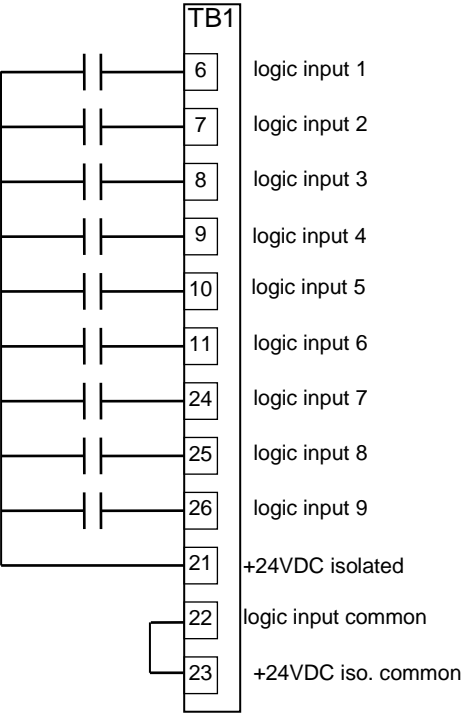 TB1
6 logic input 1
7 logic input 2
8 logic input 3
9 logic input 4
10 logic input 5
11 logic input 6
24 logic input 7
25 logic input 8
26 logic input 9
21 +24VDC isolated
22 logic input common
23 +24VDC iso. common